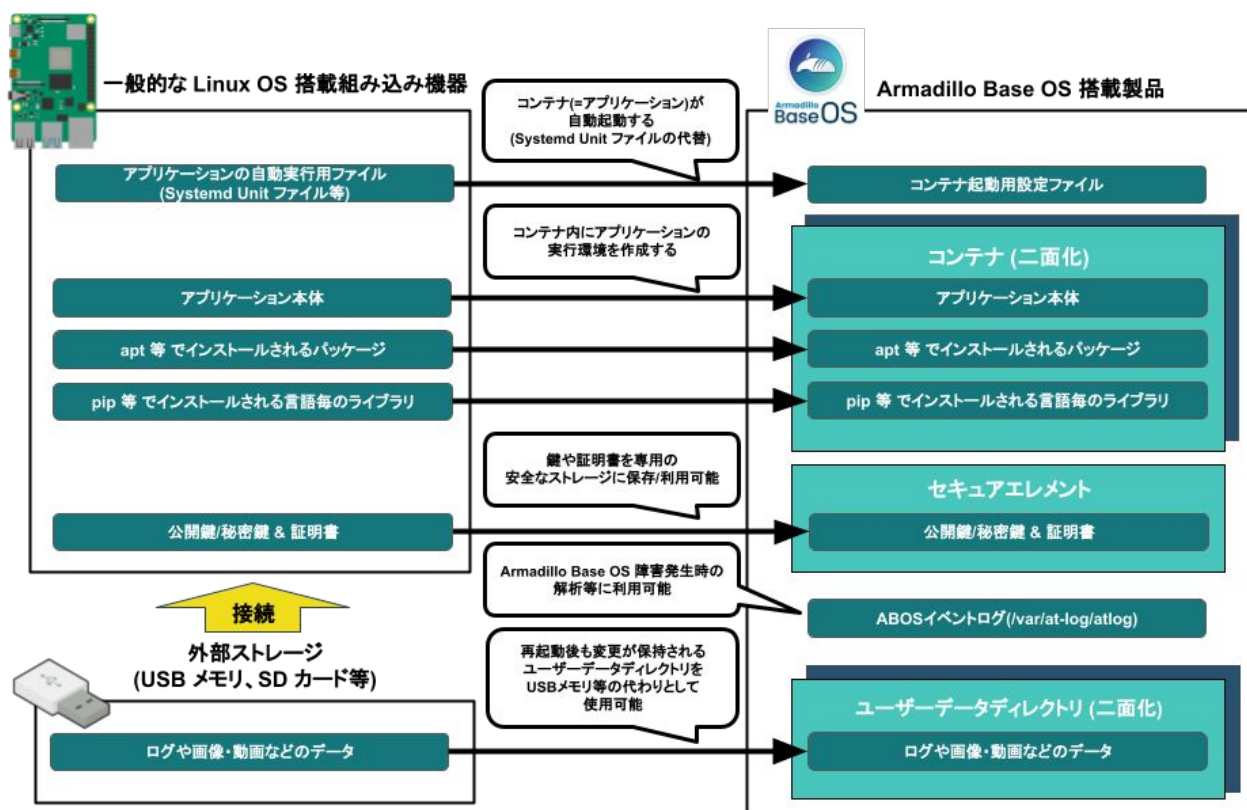 一般的な Linux OS 搭載組み込み機器
Armadillo
Base OS
Armadillo Base OS 搭載製品
コンテナ(=アプリケーション)が
自動起動する
(Systemd Unit ファイルの代替)
アプリケーションの自動実行用ファイル
(Systemd Unit ファイル等)
コンテナ起動用設定ファイル
コンテナ内にアプリケーションの
実行環境を作成する
コンテナ (二面化)
アプリケーション本体
アプリケーション本体
apt 等 でインストールされるパッケージ
apt 等 でインストールされるパッケージ
pip 等 でインストールされる言語毎のライブラリ
pip 等 でインストールされる言語毎のライブラリ
鍵や証明書を専用の
安全なストレージに保存/利用可能
セキュアエレメント
公開鍵/秘密鍵 & 証明書
公開鍵/秘密鍵 & 証明書
Armadillo Base OS 障害発生時の
解析等に利用可能
ABOSイベントログ(/var/at-log/atlog)
接続
外部ストレージ
(USB メモリ、SD カード等)
再起動後も変更が保持される
ユーザーデータディレクトリを
USBメモリ等の代わりとして
使用可能
ユーザーデータディレクトリ (二面化)
ログや画像・動画などのデータ
ログや画像・動画などのデータ